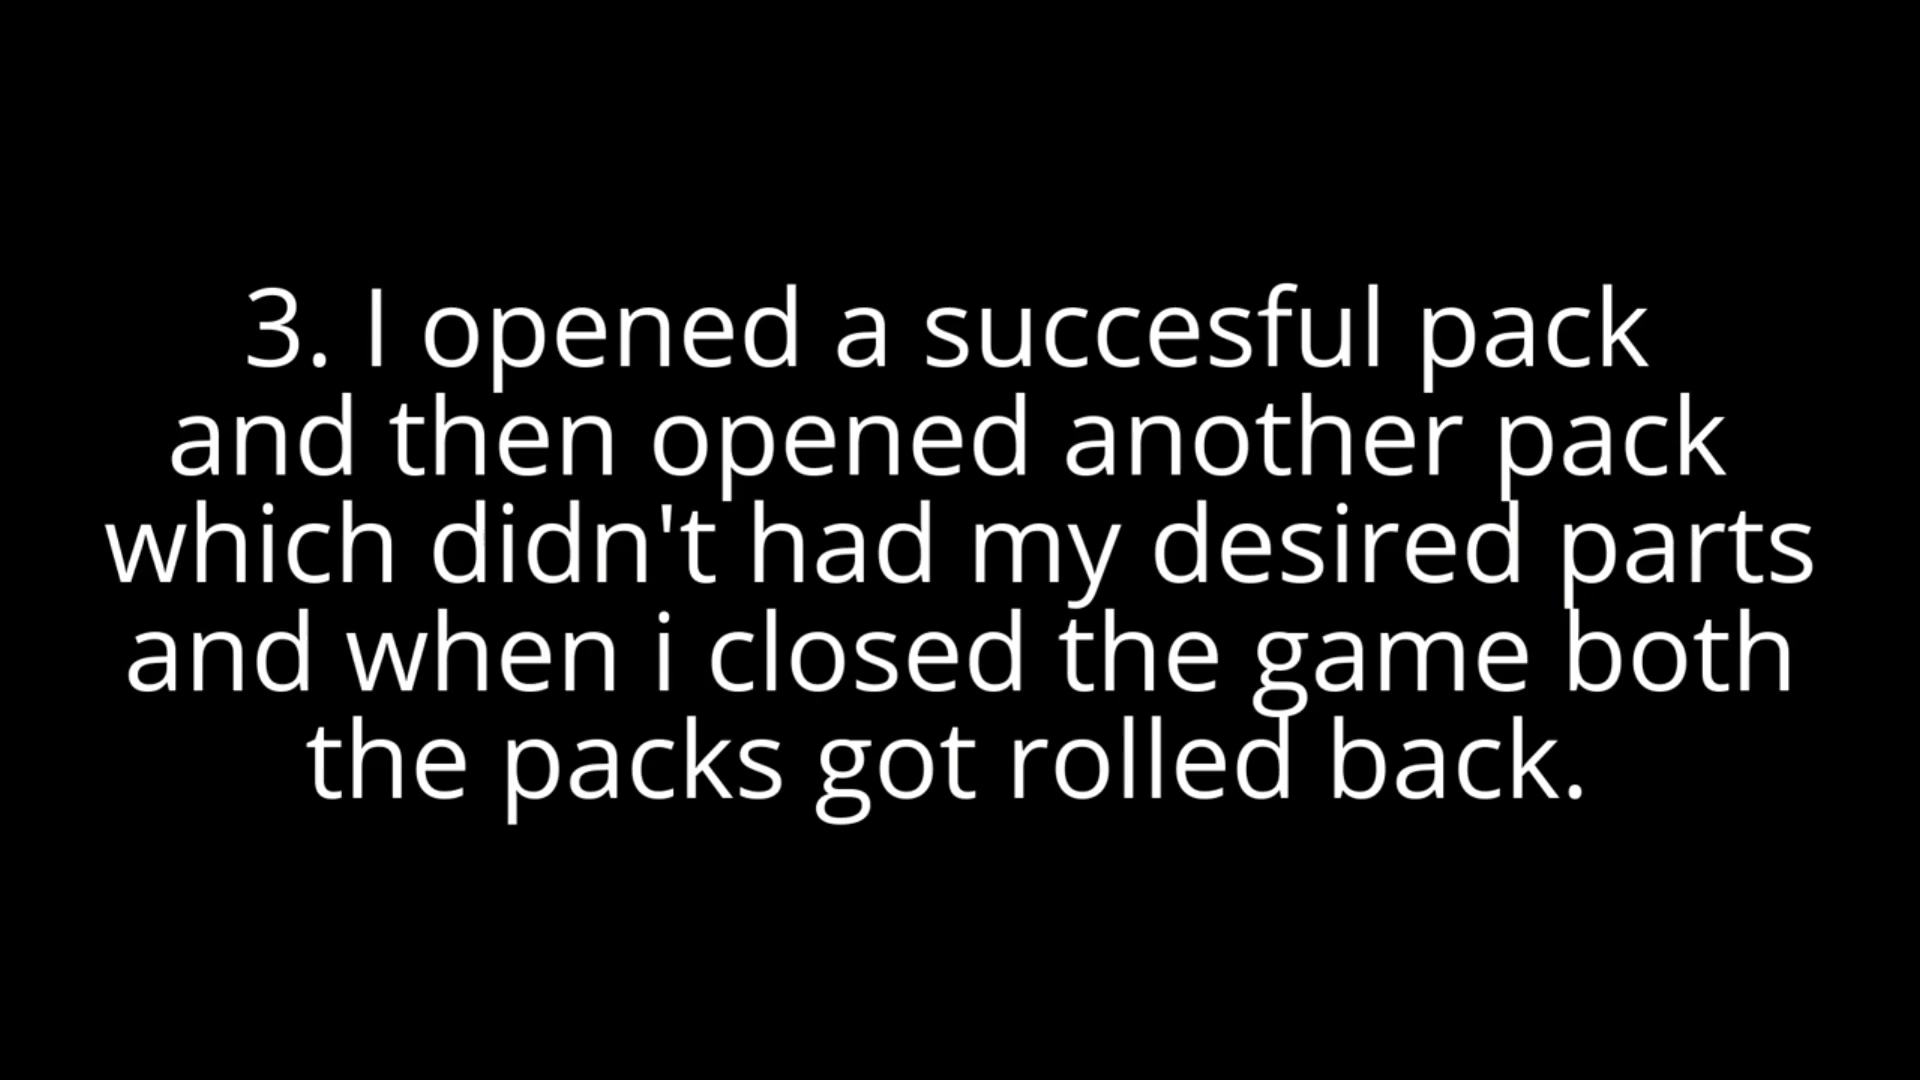 3. I opened a succesful pack
and then opened another pack
which didn't had my desired parts
and when i closed the game both
the packs got rolled back.